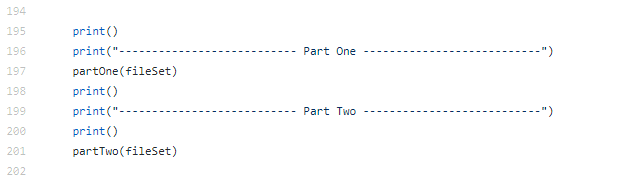 194
195 print()
196 print("--------------------------- Part One ---------------------------")
197 partOne(fileSet)
198 print()
199 print("--------------------------- Part Two ---------------------------")
200 print()
201 partTwo(fileSet)
202